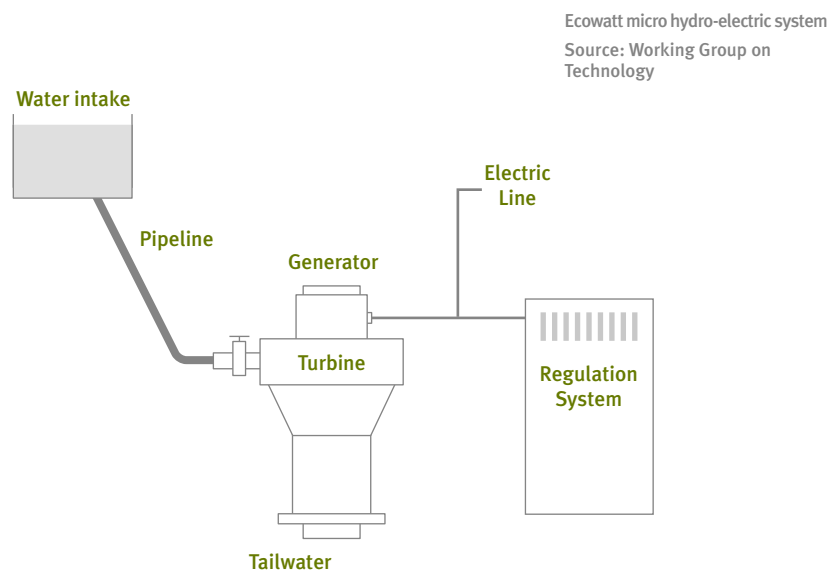 Ecowatt micro hydro-electric system
Source: Working Group on
Technology
Water intake
Electric
Line
Pipeline
Generator
Turbine
Regulation
System
Tailwater